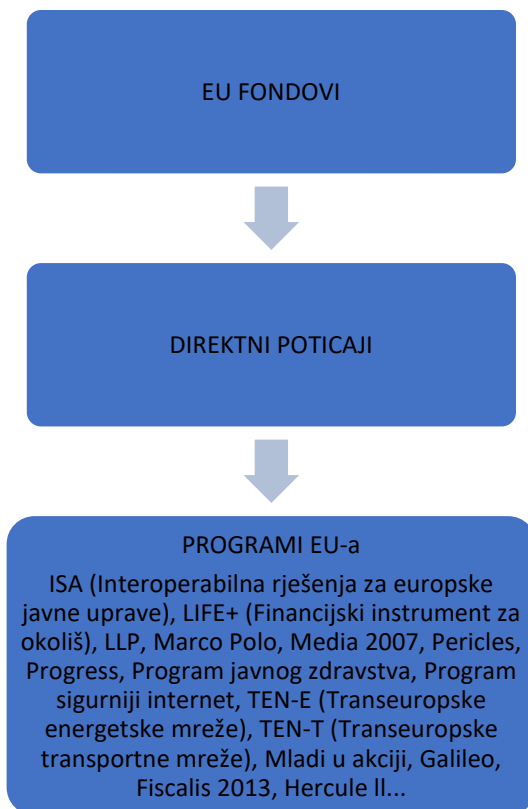 EU FONDOVI
DIREKTNI POTICAJI
PROGRAMI EU-a
ISA (Interoperabilna rješenja za europske
javne uprave), LIFE+ (Financijski instrument za
okoliš), LLP, Marco Polo, Media 2007, Pericles,
Progress, Program javnog zdravstva, Program
sigurniji internet, TEN-E (Transeuropske
energetske mreže), TEN-T (Transeuropske
transportne mreže), Mladi u akciji, Galileo,
Fiscalis 2013, Hercule ll...